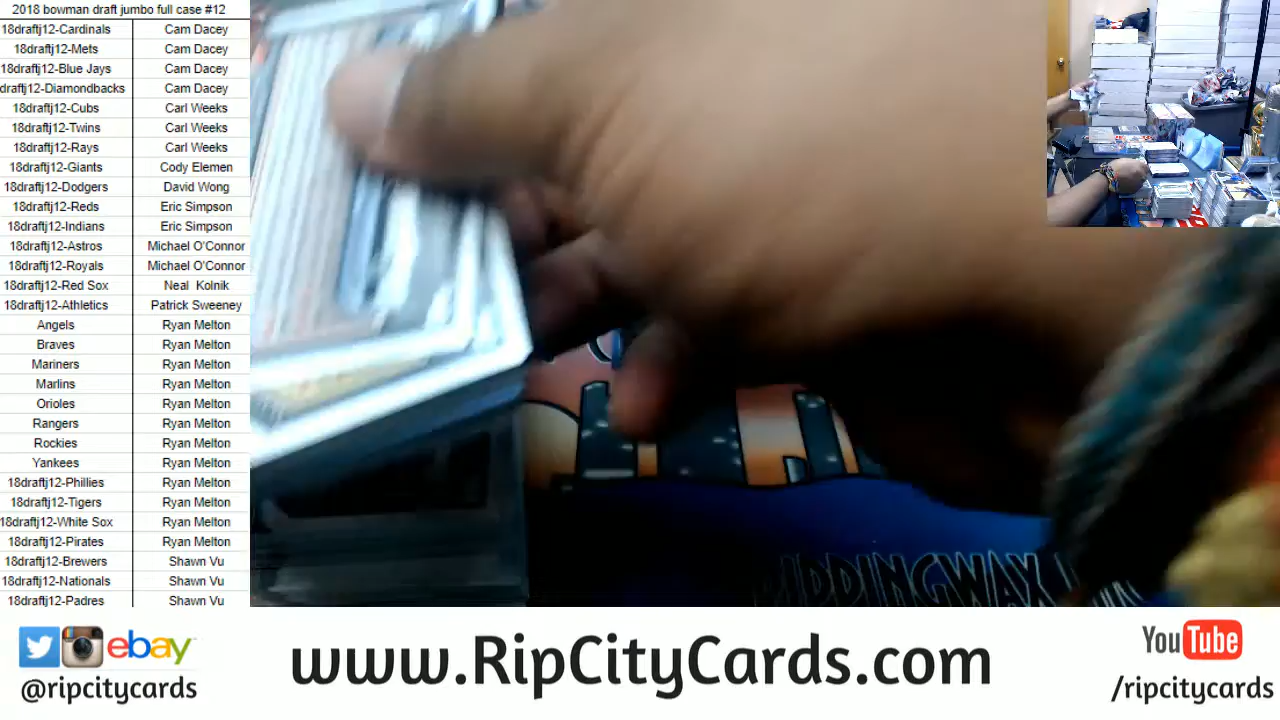 2018 bowman draft jumbo full case #12
18draftj12-Cardinals Cam Dacey
18draftj12-Mets Cam Dacey
18draftj12-Blue Jays Cam Dacey
draftj12-Diamondbacks Cam Dacey
18draftj12-Cubs Carl Weeks
18draftj12-Twins Carl Weeks
18draftj12-Rays Carl Weeks
18draftj12-Giants Cody Elemen
18draftj12-Dodgers David Wong
18draftj12-Reds Eric Simpson
18draftj12-Indians Eric Simpson
18draftj12-Astros Michael O'Connor
18draftj12-Royals Michael O'Connor
18draftj12-Red Sox Neal Kolnik
18draftj12-Athletics Patrick Sweeney
Angels Ryan Melton
Braves Ryan Melton
Mariners Ryan Melton
Marlins Ryan Melton
Orioles Ryan Melton
Rangers Ryan Melton
Rockies Ryan Melton
Yankees Ryan Melton
18draftj12-Phillies Ryan Melton
18draftj12-Tigers Ryan Melton
18draftj12-White Sox Ryan Melton
18draftj12-Pirates Ryan Melton
18draftj12-Brewers Shawn Vu
18draftj12-Nationals Shawn Vu
18draftj12-Padres Shawn Vu
ebay
@ripcitycards
www.RipCityCards.com
YouTube
/ripcitycards